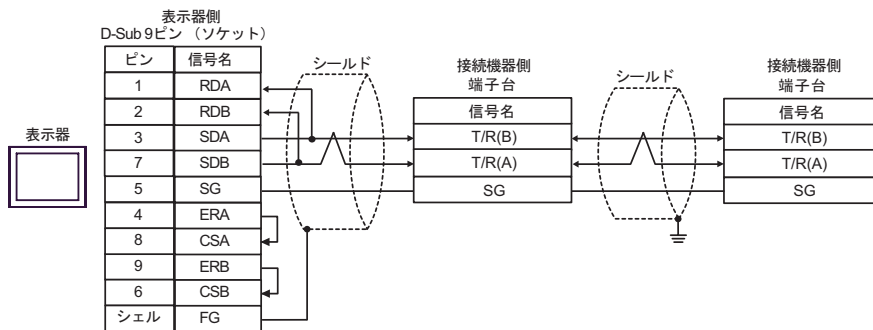 表示器側
D-Sub 9ピン （ソケット）
ピン 信号名
1 RDA
2 RDB
3 SDA
7 SDB
5 SG
4 ERA
8 CSA
9 ERB
6 CSB
シェル FG
表示器
シールド
接続機器側
端子台
信号名
T/R(B)
T/R(A)
SG
シールド
接続機器側
端子台
信号名
T/R(B)
T/R(A)
SG